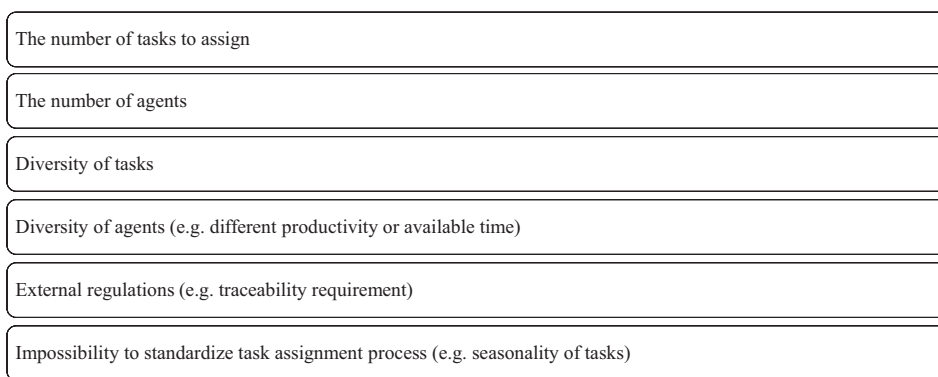 The number of tasks to assign
The number of agents
Diversity of tasks
Diversity of agents (e.g. different productivity or available time)
External regulations (e.g. traceability requirement)
Impossibility to standardize task assignment process (e.g. seasonality of tasks)